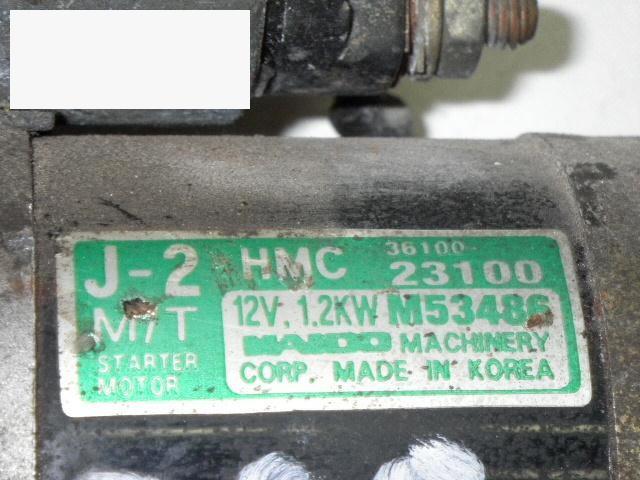 J-2
M/T
STARTER
MOTOR
HMC 36100-
23100
12V, 1.2KW M53486
MANDO MACHINERY
CORP. MADE IN KOREA